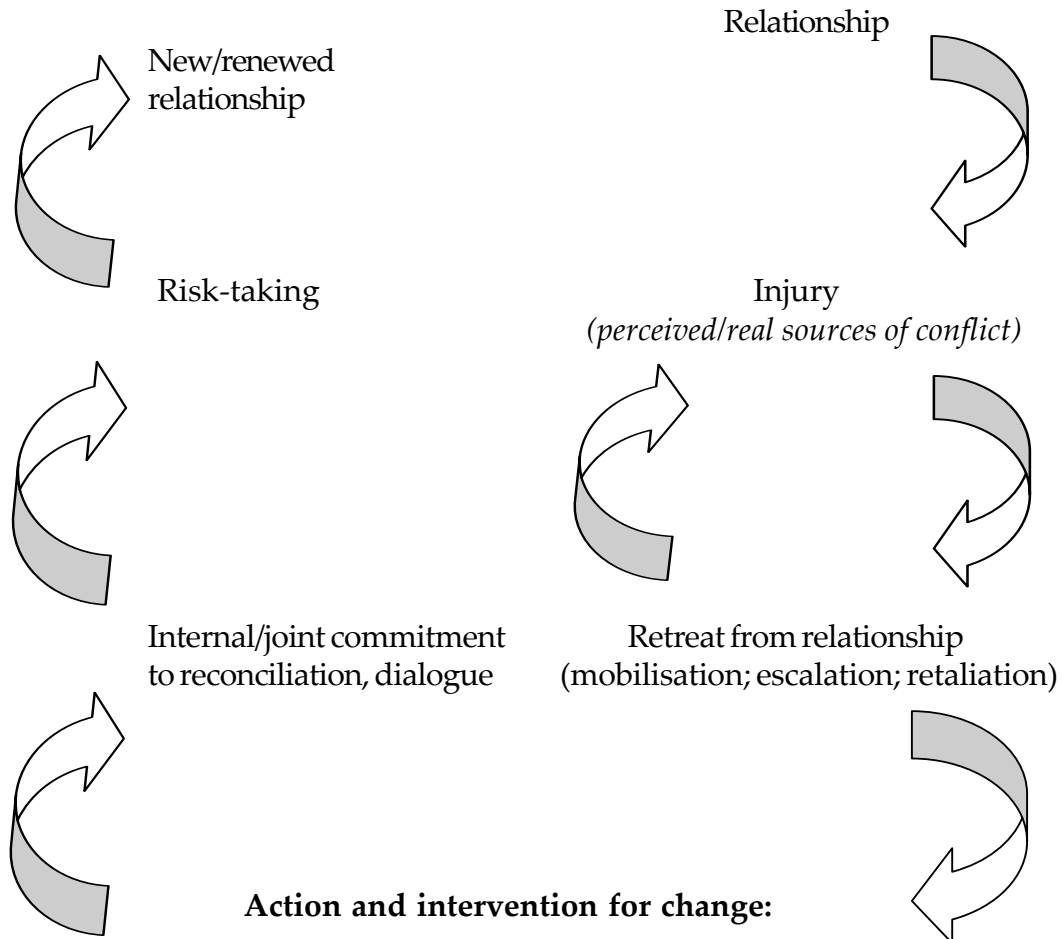 Relationship
New/renewed
relationship
Risk-taking
Injury
(perceived/real sources of conflict)
Internal/joint commitment
to reconciliation, dialogue
Retreat from relationship
(mobilisation; escalation; retaliation)
Action and intervention for change: